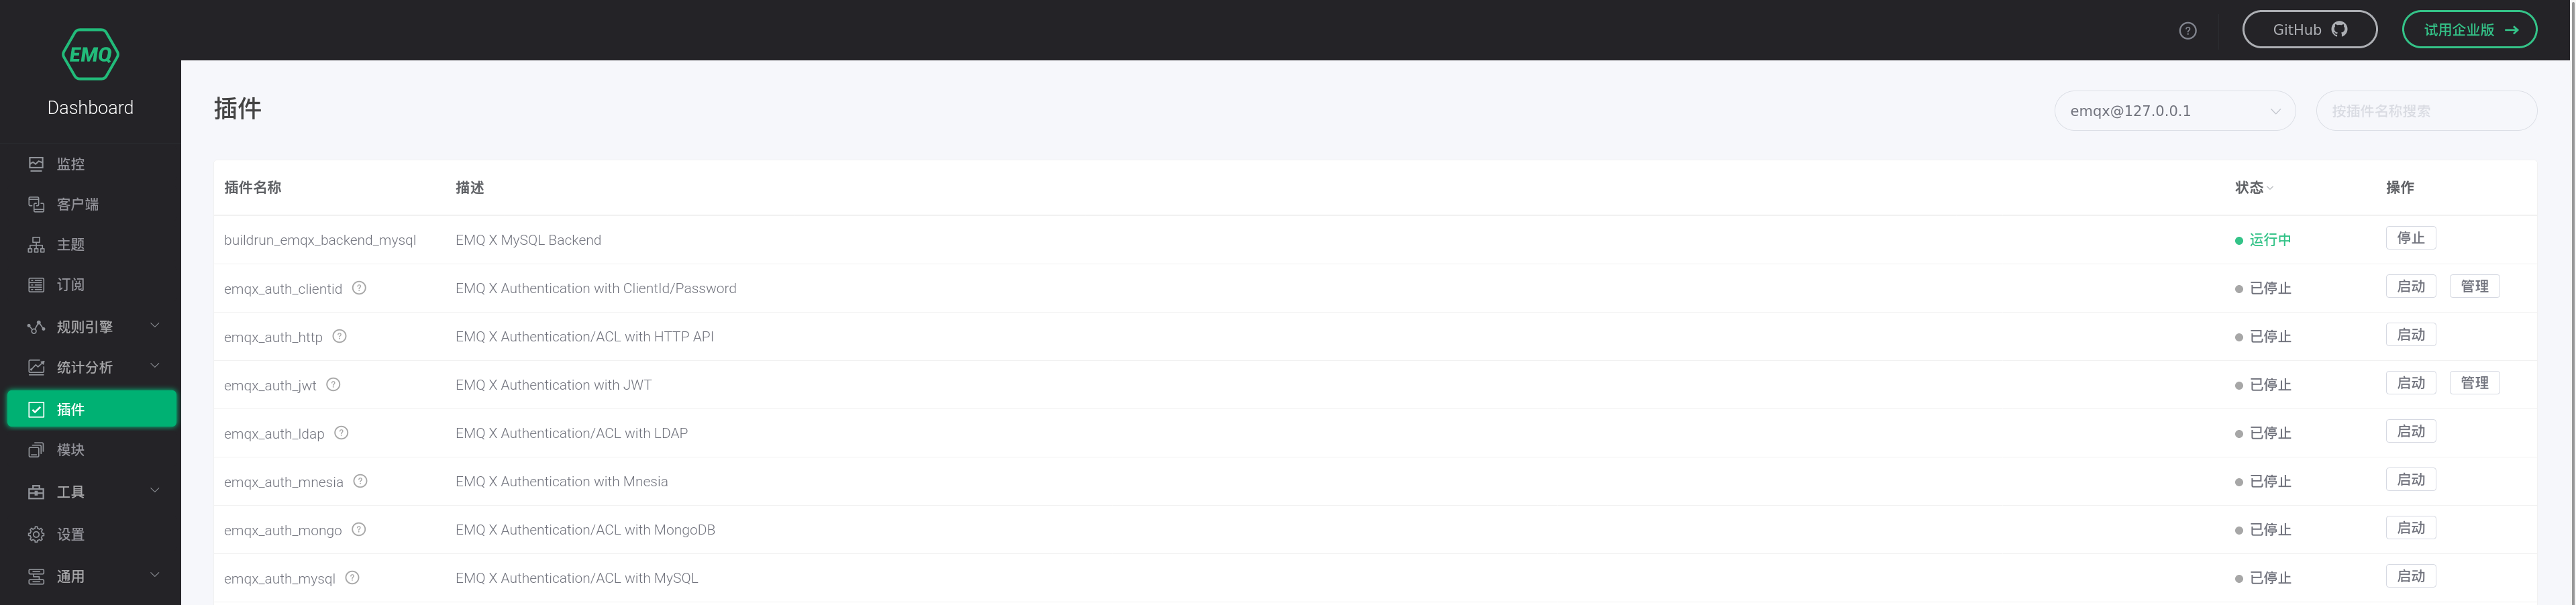 EMQ
Dashboard
监控
客户端
主题
订阅
规则引擎
统计分析
插件
模块
工具
设置
通用
GitHub
试用企业版 →
插件
emqx@127.0.0.1
按插件名称搜索
插件名称 描述 状态 操作
buildrun_emqx_backend_mysql EMQ X MySQL Backend 运行中 停止
emqx_auth_clientid EMQ X Authentication with ClientId/Password 已停止 启动 管理
emqx_auth_http EMQ X Authentication/ACL with HTTP API 已停止 启动
emqx_auth_jwt EMQ X Authentication with JWT 已停止 启动 管理
emqx_auth_ldap EMQ X Authentication/ACL with LDAP 已停止 启动
emqx_auth_mnesia EMQ X Authentication with Mnesia 已停止 启动
emqx_auth_mongo EMQ X Authentication/ACL with MongoDB 已停止 启动
emqx_auth_mysql EMQ X Authentication/ACL with MySQL 已停止 启动